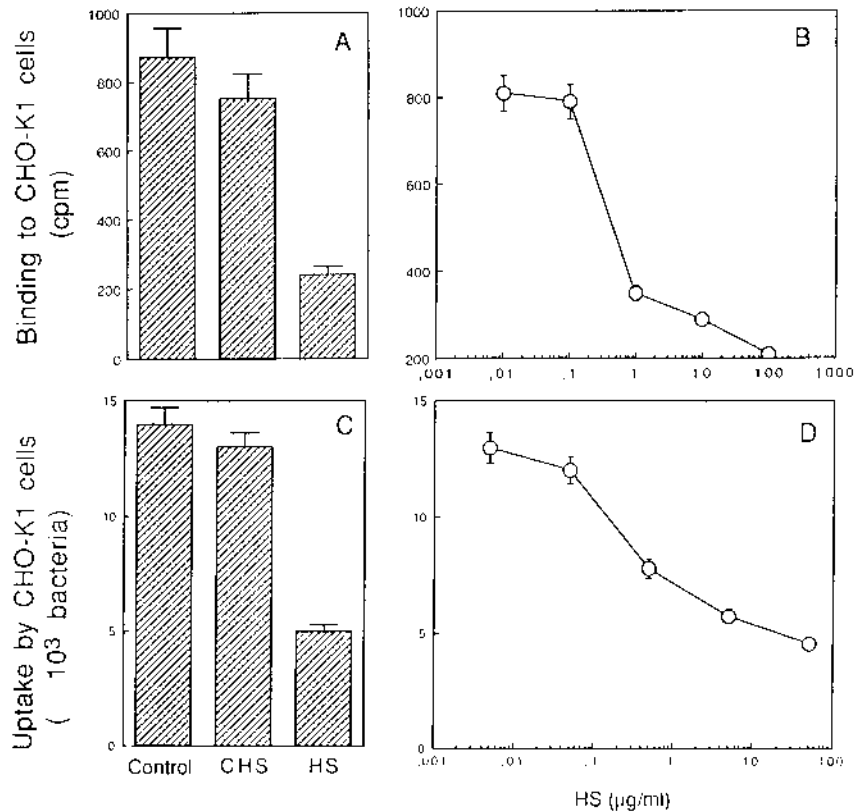 Binding to CHO-K1 cells
(cpm)
1000
800
600
400
200
0
A
1000
800
600
400
200
B
.001 .01 .1 1 10 100 1000
Uptake by CHO-K1 cells
( 10³ bacteria)
15
10
5
0
C
Control CHS HS
15
10
5
0
D
.001 .01 .1 1 10 100
HS (µg/ml)